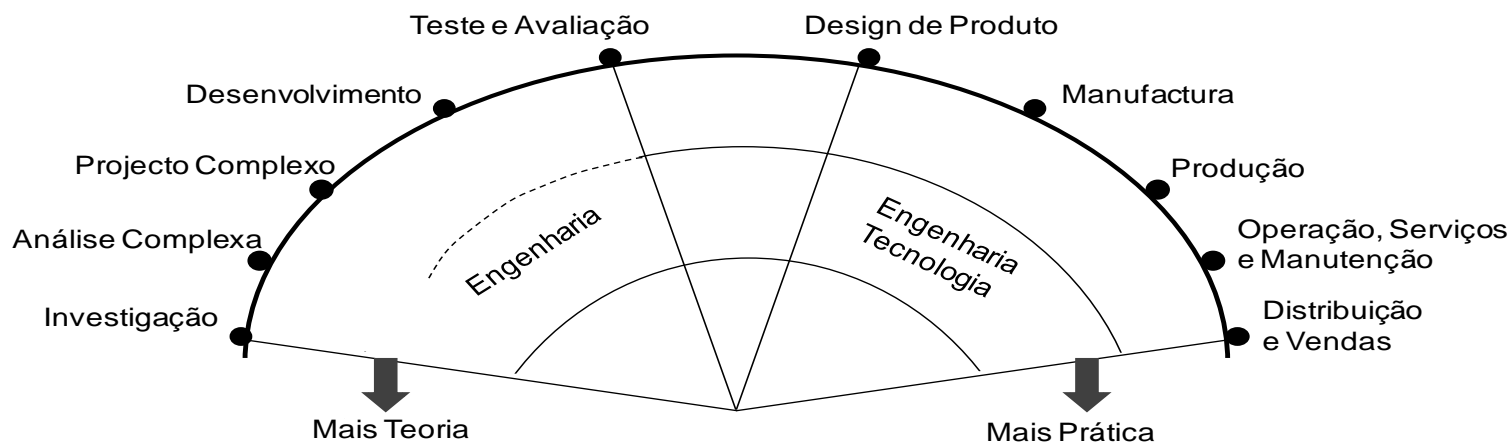 Teste e Avaliação
Design de Produto
Desenvolvimento
Manufactura
Projecto Complexo
Produção
Análise Complexa
Operação, Serviços
e Manutenção
Engenharia
Engenharia
Tecnologia
Investigação
Distribuição
e Vendas
Mais Teoria
Mais Prática